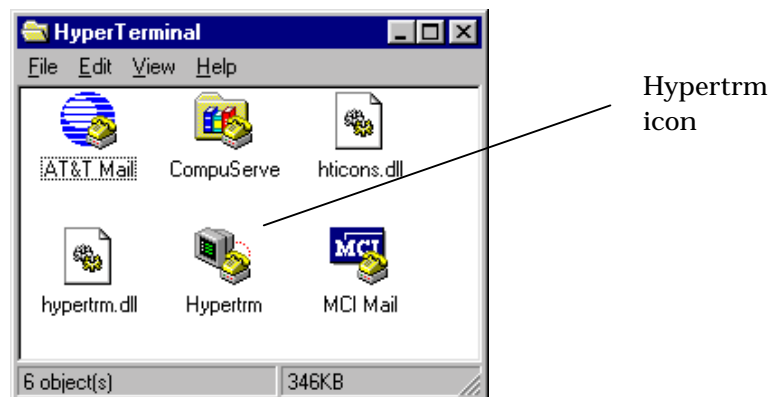 HyperTerminal
File Edit View Help
AT&T Mail CompuServe hticons.dll
MCI
hypertrm.dll Hypertrm MCI Mail
6 object(s) 346KB
Hypertrm
icon